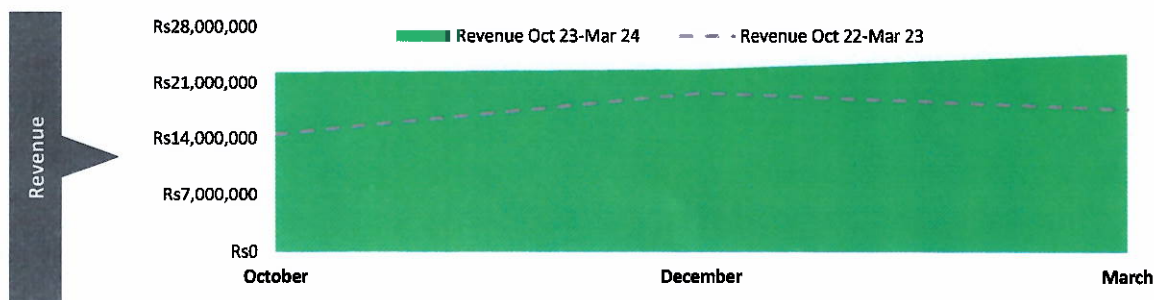 Revenue
Rs28,000,000
Revenue Oct 23-Mar 24
Revenue Oct 22-Mar 23
Rs21,000,000
Rs14,000,000
Rs7,000,000
Rs0
October
December
March